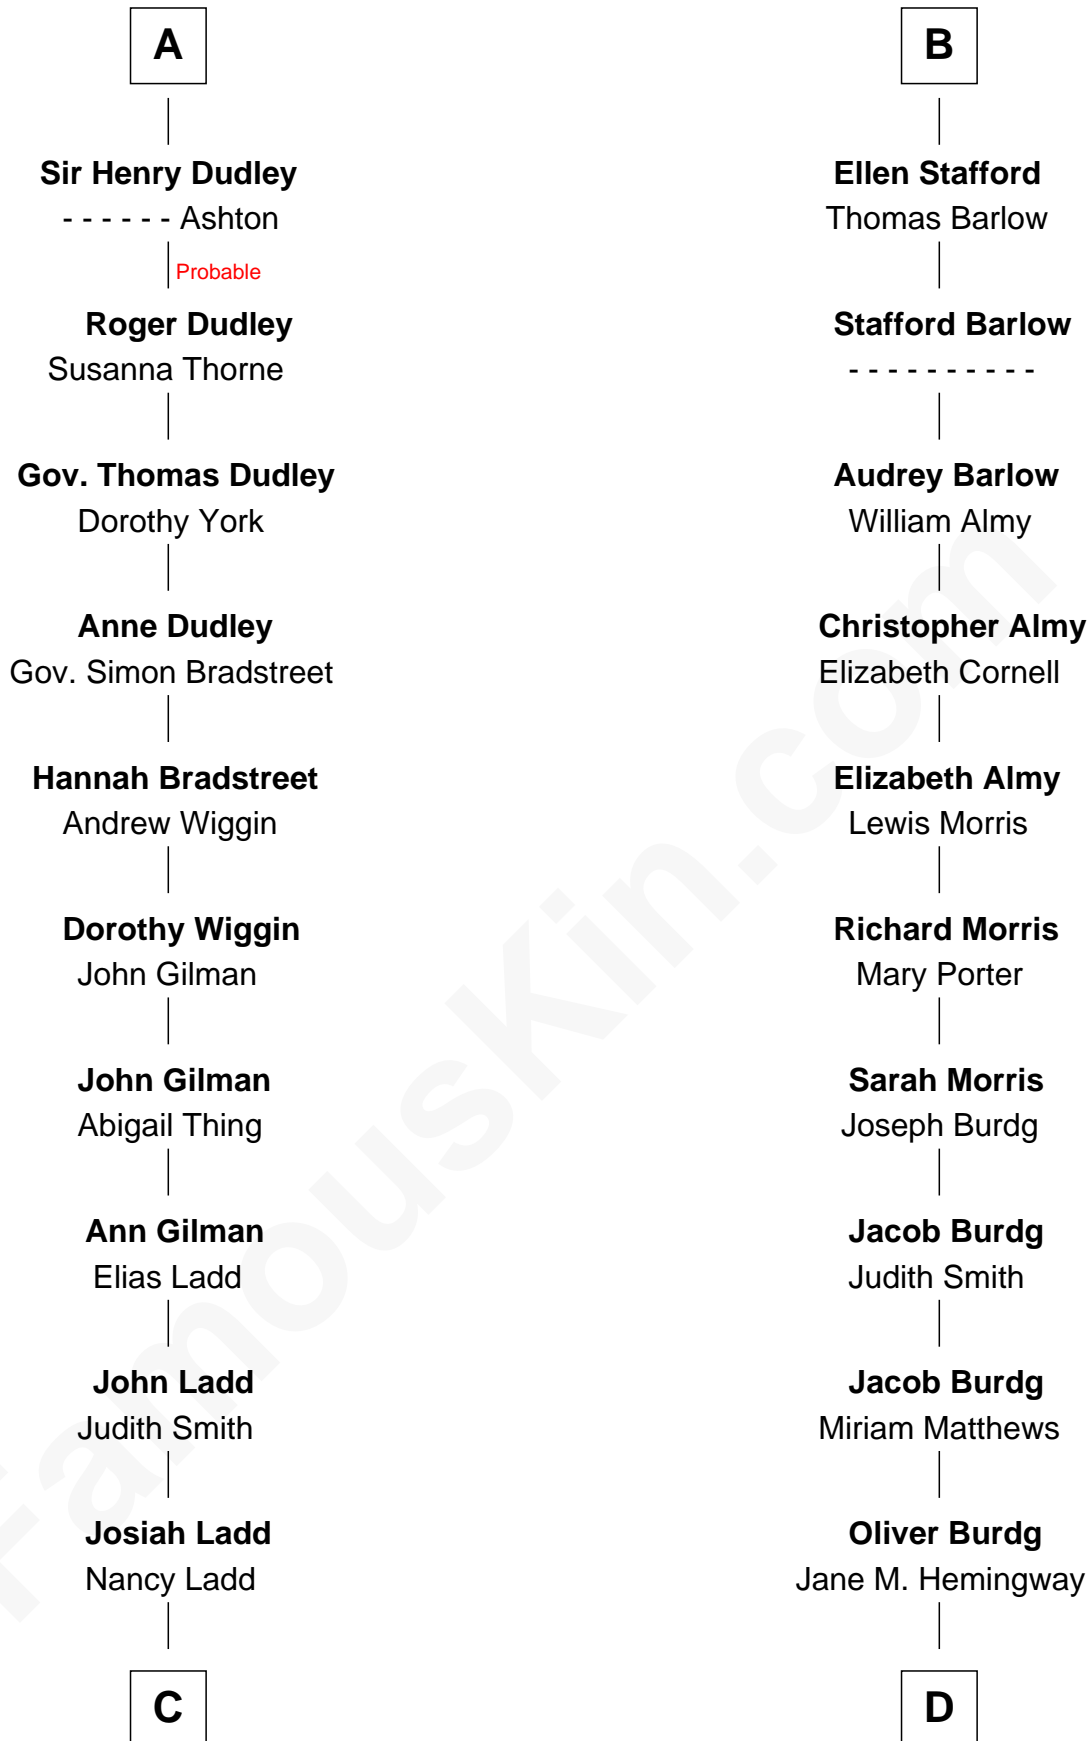 A
Sir Henry Dudley
- - - - - - Ashton
Probable
Roger Dudley
Susanna Thorne
Gov. Thomas Dudley
Dorothy York
Anne Dudley
Gov. Simon Bradstreet
Hannah Bradstreet
Andrew Wiggin
Dorothy Wiggin
John Gilman
John Gilman
Abigail Thing
Ann Gilman
Elias Ladd
John Ladd
Judith Smith
Josiah Ladd
Nancy Ladd
C
B
Ellen Stafford
Thomas Barlow
Stafford Barlow
- - - - - - - - - -
Audrey Barlow
William Almy
Christopher Almy
Elizabeth Cornell
Elizabeth Almy
Lewis Morris
Richard Morris
Mary Porter
Sarah Morris
Joseph Burdg
Jacob Burdg
Judith Smith
Jacob Burdg
Miriam Matthews
Oliver Burdg
Jane M. Hemingway
D
FamousKin.com